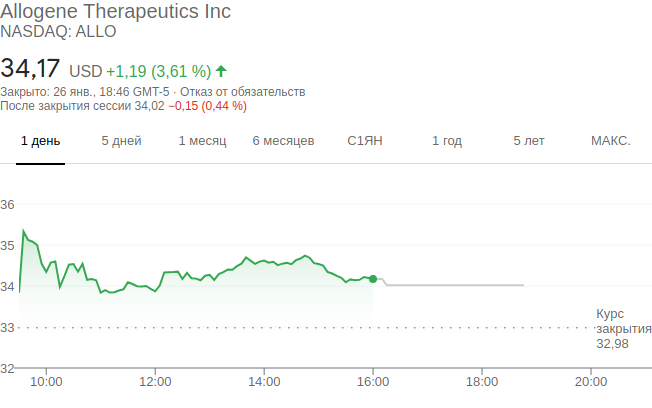 Allogene Therapeutics Inc
NASDAQ: ALLO
34,17 USD +1,19 (3,61 %)
Закрыто: 26 янв., 18:46 GMT-5 · Отказ от обязательств
После закрытия сессии 34,02 −0,15 (0,44 %)
1 день 5 дней 1 месяц 6 месяцев С1ЯН 1 год 5 лет МАКС.
36
35
34
33
32
Курс
закрытия
32,98
10:00 12:00 14:00 16:00 18:00 20:00